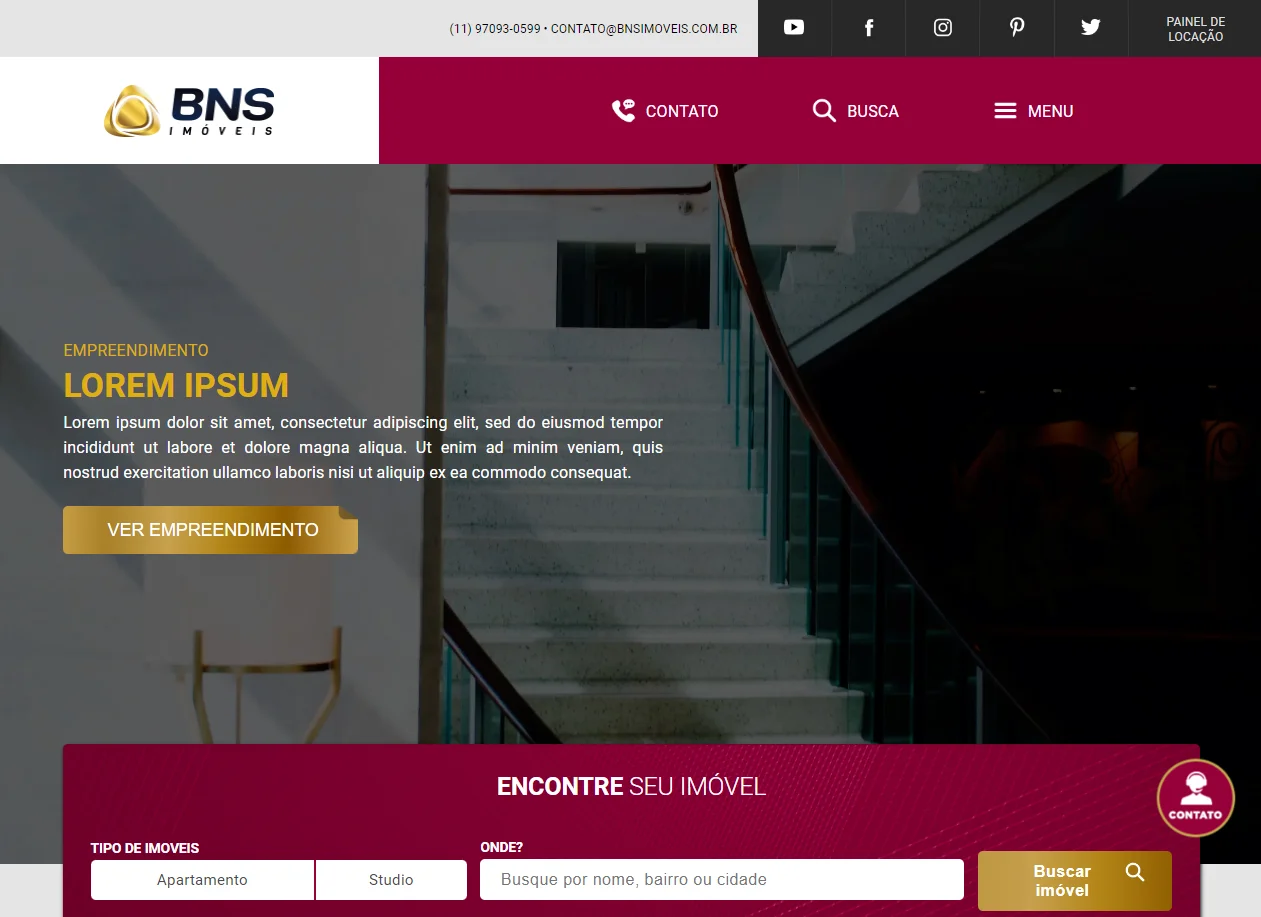 (11) 97093-0599 • CONTATO@BNSIMOVEIS.COM.BR
PAINEL DE
LOCAÇÃO
BNS
IMÓVEIS
CONTATO
BUSCA
MENU
EMPREENDIMENTO
LOREM IPSUM
Lorem ipsum dolor sit amet, consectetur adipiscing elit, sed do eiusmod tempor
incididunt ut labore et dolore magna aliqua. Ut enim ad minim veniam, quis
nostrud exercitation ullamco laboris nisi ut aliquip ex ea commodo consequat.
VER EMPREENDIMENTO
ENCONTRE SEU IMÓVEL
CONTATO
TIPO DE IMOVEIS
Apartamento
Studio
ONDE?
Busque por nome, bairro ou cidade
Buscar
imóvel